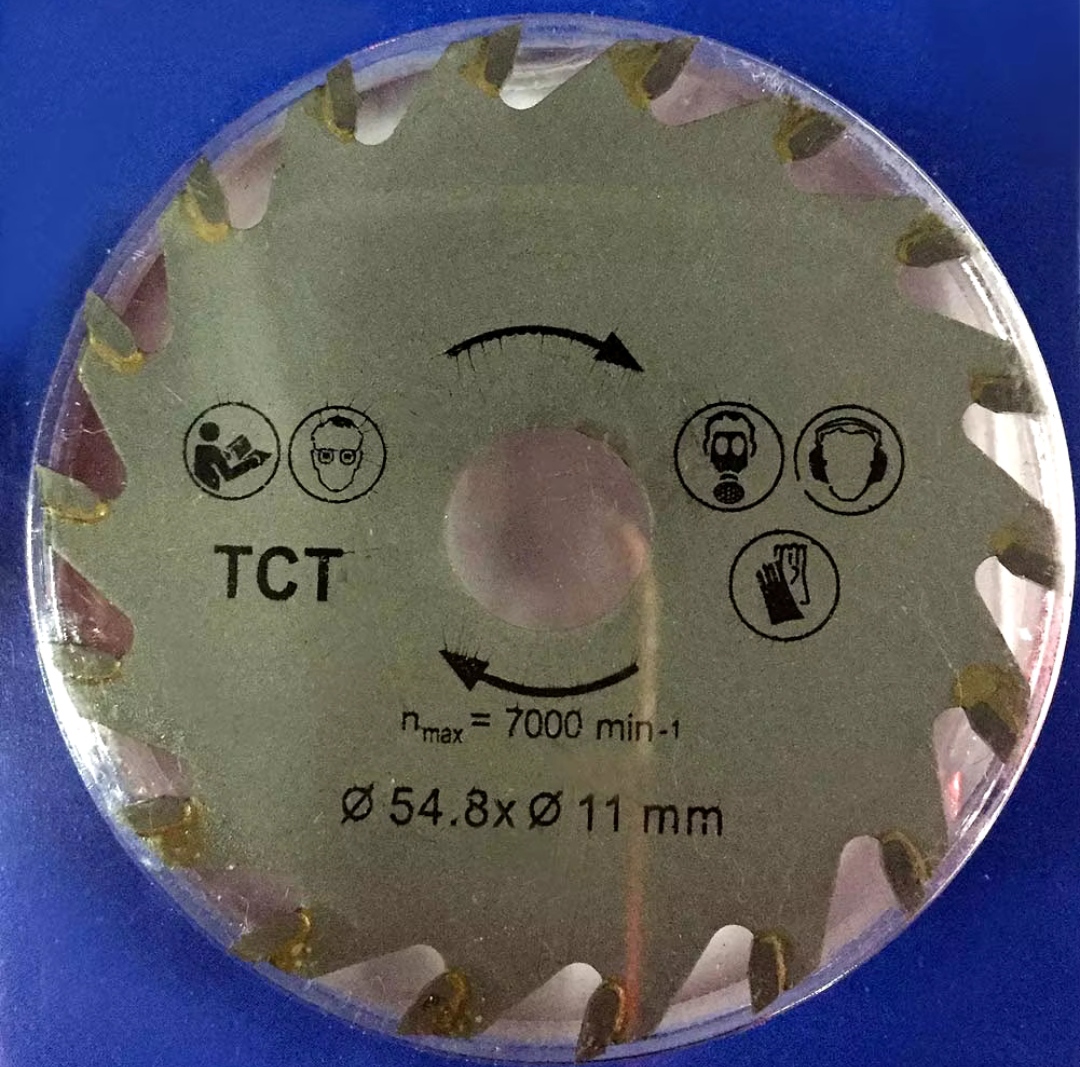 TCT
nmax = 7000 min-1
Ø 54.8x Ø 11 mm